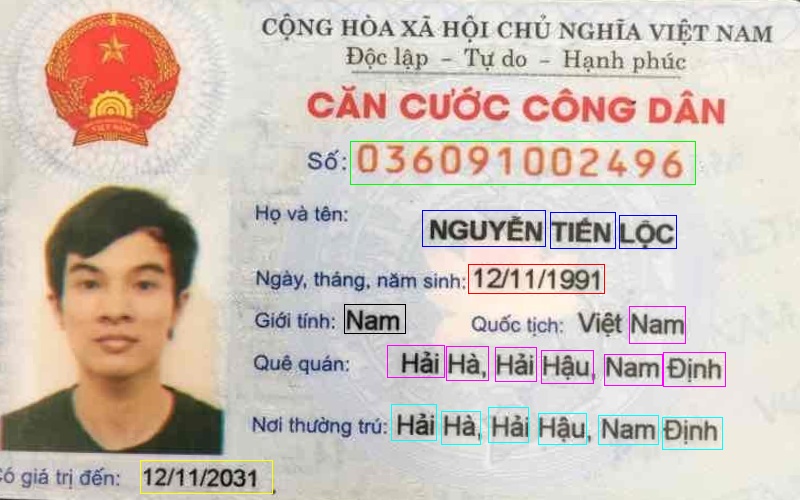 CỘNG HÒA XÃ HỘI CHỦ NGHĨA VIỆT NAM
Độc lập - Tự do - Hạnh phúc
CĂN CƯỚC CÔNG DÂN
Số: 036091002496
Họ và tên: NGUYỄN TIẾN LỘC
Ngày, tháng, năm sinh: 12/11/1991
Giới tính: Nam Quốc tịch: Việt Nam
Quê quán: Hải Hà, Hải Hậu, Nam Định
Nơi thường trú: Hải Hà, Hải Hậu, Nam Định
Có giá trị đến: 12/11/2031
VIỆT NAM